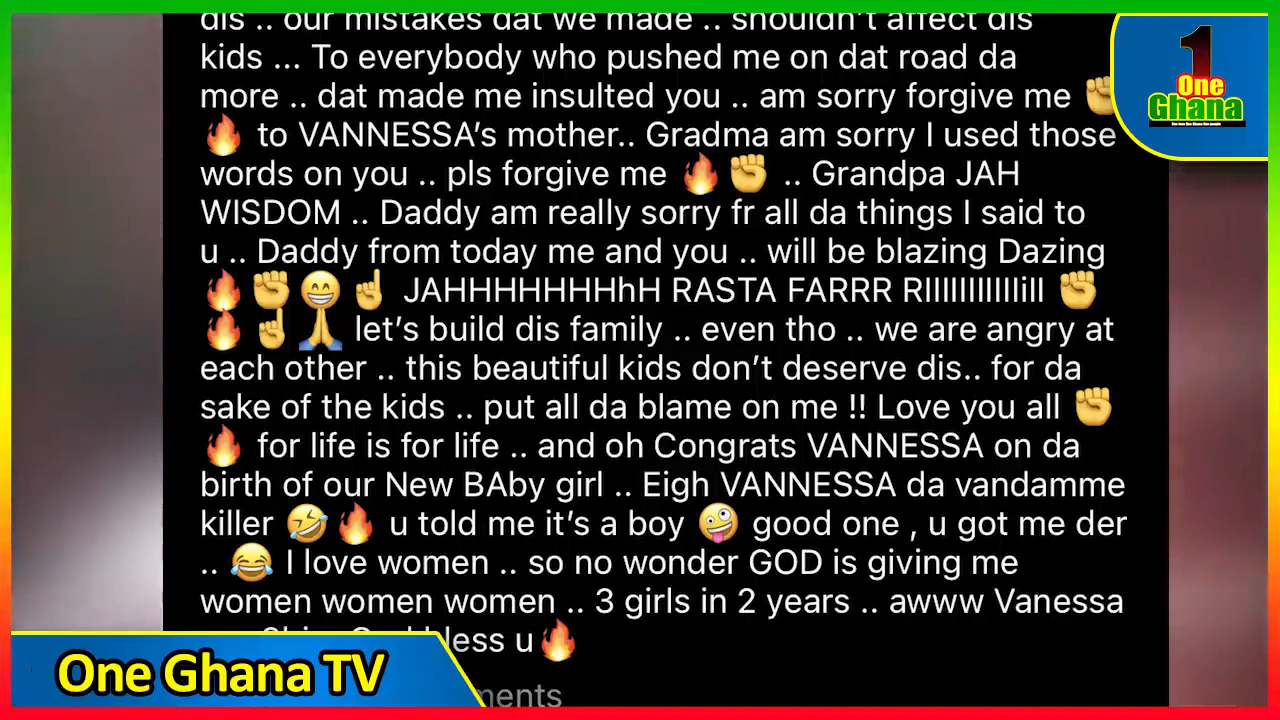 dis .. our mistakes dat we made .. shouldn't affect dis
kids ... To everybody who pushed me on dat road da
more .. dat made me insulted you .. am sorry forgive me ✊
🔥 to VANNESSA's mother.. Gradma am sorry I used those
words on you .. pls forgive me 🔥✊ .. Grandpa JAH
WISDOM .. Daddy am really sorry fr all da things I said to
u .. Daddy from today me and you .. will be blazing Dazing
🔥✊😁☝️ JAHHHHHHHhH RASTA FARRR RIIIIIIIIIIIiIII ✊
🔥☝️🙏 let's build dis family .. even tho .. we are angry at
each other .. this beautiful kids don't deserve dis.. for da
sake of the kids .. put all da blame on me !! Love you all ✊
🔥 for life is for life .. and oh Congrats VANNESSA on da
birth of our New BAby girl .. Eigh VANNESSA da vandamme
killer 🤣🔥 u told me it's a boy 🤪 good one , u got me der
.. 😂 I love women .. so no wonder GOD is giving me
women women women .. 3 girls in 2 years .. awww Vanessa
u🔥
1
One
Ghana
One Ghana TV